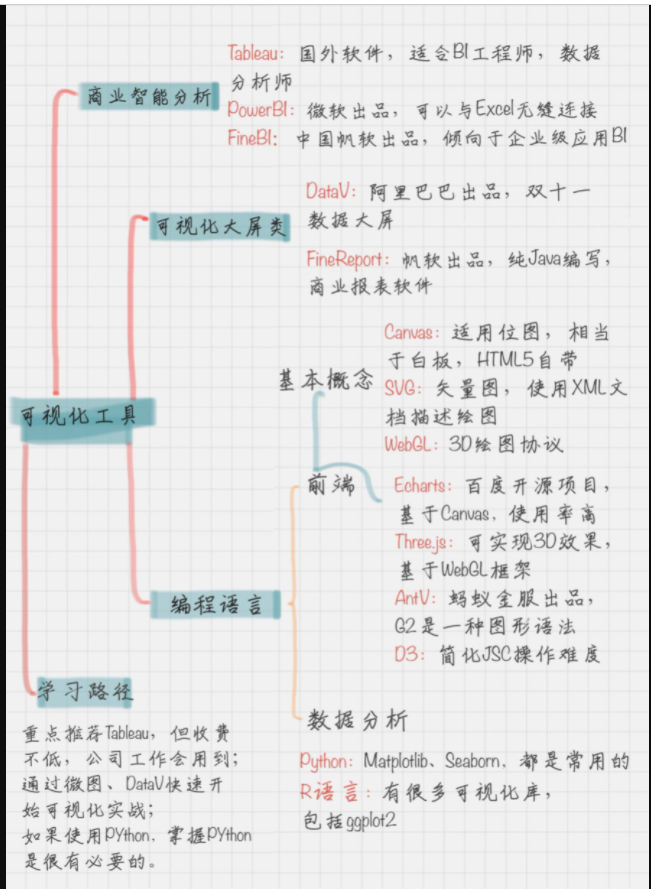 Tableau: 国外软件, 适合BI工程师, 数据
分析师
商业智能分析
PowerBI: 微软出品, 可以与Excel无缝连接
FineBI: 中国帆软出品, 倾向于企业级应用BI
DataV: 阿里巴巴出品, 双十一
数据大屏
可视化大屏类
FineReport: 帆软出品, 纯Java编写,
商业报表软件
Canvas: 适用位图, 相当
于白板, HTML5自带
基本概念
SVG: 矢量图, 使用XML文
档描述绘图
WebGL: 3D绘图协议
可视化工具
前端
Echarts: 百度开源项目,
基于Canvas, 使用率高
Three.js: 可实现3D效果,
基于WebGL框架
AntV: 蚂蚁金服出品,
G2是一种图形语法
D3: 简化JSC操作难度
编程语言
学习路径
重点推荐Tableau, 但收费
不低, 公司工作会用到;
通过微图、DataV快速开
始可视化实战;
如果使用PYthon, 掌握PYthon
是很有必要的。
数据分析
Python: Matplotlib、Seaborn, 都是常用的
R语言: 有很多可视化库,
包括ggplot2